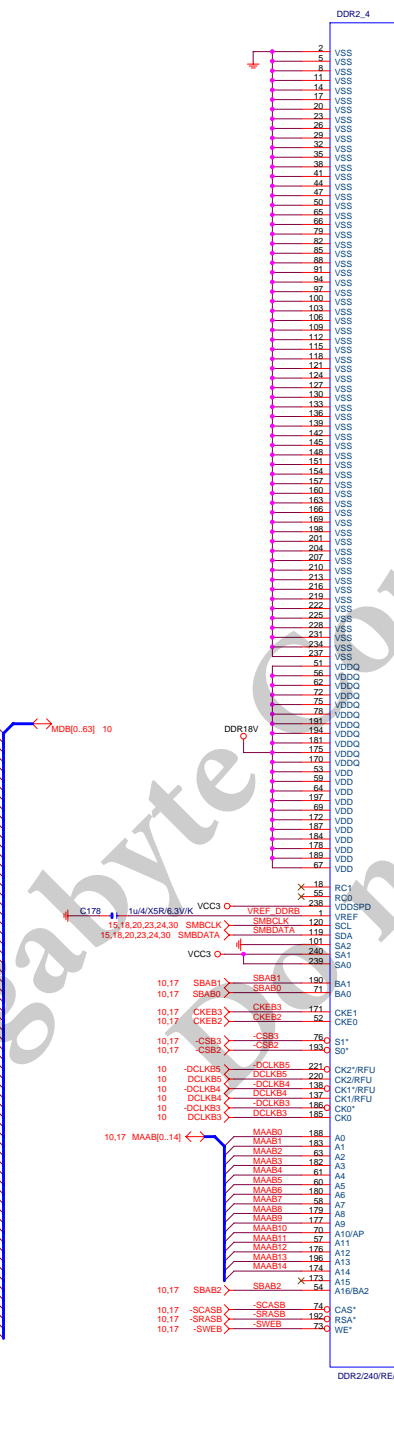 DDR2_4
2 VSS
5 VSS
8 VSS
11 VSS
14 VSS
17 VSS
20 VSS
23 VSS
26 VSS
29 VSS
32 VSS
35 VSS
38 VSS
41 VSS
44 VSS
47 VSS
50 VSS
65 VSS
66 VSS
79 VSS
82 VSS
85 VSS
88 VSS
91 VSS
94 VSS
97 VSS
100 VSS
103 VSS
106 VSS
109 VSS
112 VSS
115 VSS
118 VSS
121 VSS
124 VSS
127 VSS
130 VSS
133 VSS
136 VSS
139 VSS
142 VSS
145 VSS
148 VSS
151 VSS
154 VSS
157 VSS
160 VSS
163 VSS
166 VSS
169 VSS
198 VSS
201 VSS
204 VSS
207 VSS
210 VSS
213 VSS
216 VSS
219 VSS
222 VSS
225 VSS
228 VSS
231 VSS
234 VSS
237 VSS
51 VDDQ
56 VDDQ
62 VDDQ
72 VDDQ
75 VDDQ
78 VDDQ
191 VDDQ
MDB[0..63] 10
DDR18V
194 VDDQ
181 VDDQ
175 VDDQ
170 VDDQ
53 VDD
59 VDD
64 VDD
197 VDD
69 VDD
172 VDD
187 VDD
184 VDD
178 VDD
189 VDD
67 VDD
18 RC1
55 RC0
VCC3 238 VDDSPD
C178 1u/4/X5R/6.3V/K VREF_DDRB 1 VREF
15,18,20,23,24,30 SMBCLK SMBCLK 120 SCL
15,18,20,23,24,30 SMBDATA SMBDATA 119 SDA
101 SA2
VCC3 240 SA1
239 SA0
10,17 SBAB1 SBAB1 190 BA1
10,17 SBAB0 SBAB0 71 BA0
10,17 CKEB3 CKEB3 171 CKE1
10,17 CKEB2 CKEB2 52 CKE0
10,17 -CSB3 -CSB3 76 S1*
10,17 -CSB2 -CSB2 193 S0*
10 -DCLKB5 -DCLKB5 221 CK2*/RFU
10 DCLKB5 DCLKB5 220 CK2/RFU
10 -DCLKB4 -DCLKB4 138 CK1*/RFU
10 DCLKB4 DCLKB4 137 CK1/RFU
10 -DCLKB3 -DCLKB3 186 CK0*
10 DCLKB3 DCLKB3 185 CK0
10,17 MAAB[0..14]
MAAB0 188 A0
MAAB1 183 A1
MAAB2 63 A2
MAAB3 182 A3
MAAB4 61 A4
MAAB5 60 A5
MAAB6 180 A6
MAAB7 58 A7
MAAB8 179 A8
MAAB9 177 A9
MAAB10 70 A10/AP
MAAB11 57 A11
MAAB12 176 A12
MAAB13 196 A13
MAAB14 174 A14
173 A15
10,17 SBAB2 SBAB2 54 A16/BA2
10,17 -SCASB -SCASB 74 CAS*
10,17 -SRASB -SRASB 192 RSA*
10,17 -SWEB -SWEB 73 WE*
DDR2/240/RE/
gabyte Co
Do n